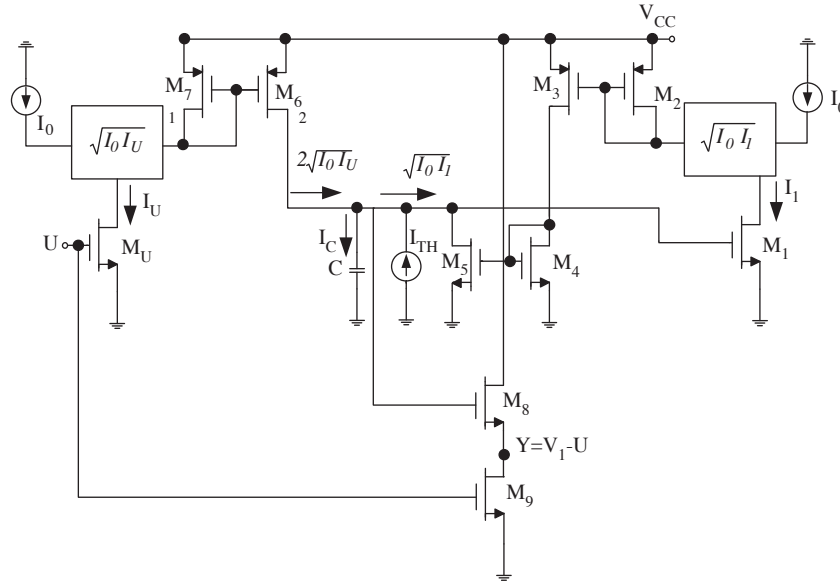 V_CC
M_7
M_6
M_3
M_2
1
2
I_0
I_0
√I_0 I_U
√I_0 I_1
2√I_0 I_U
√I_0 I_1
I_U
I_1
U
M_U
I_C
C
I_TH
M_5
M_4
M_1
M_8
Y=V_1-U
M_9